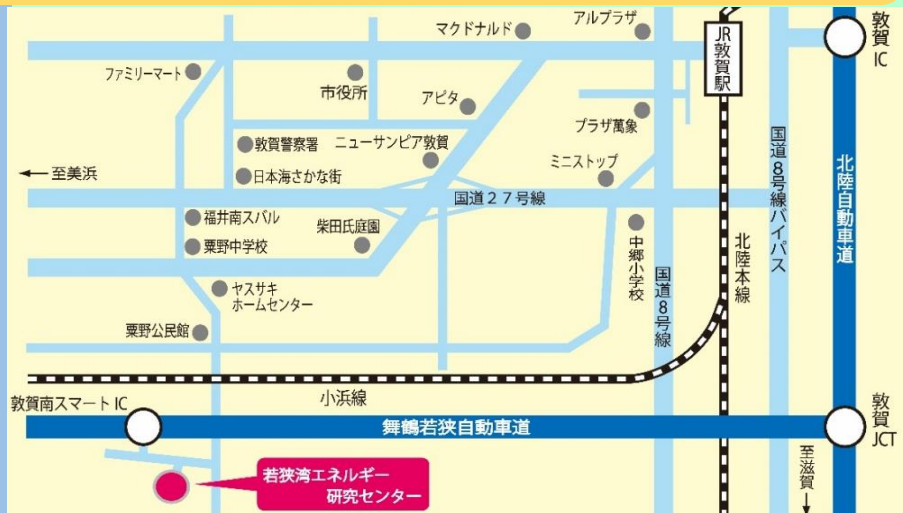 マクドナルド
アルプラザ
JR敦賀駅
敦賀
IC
ファミリーマート
市役所
アピタ
プラザ萬象
敦賀警察署
ニューサンピア敦賀
ミニストップ
国道8号線バイパス
北陸自動車道
←至美浜
日本海さかな街
国道27号線
福井南スバル
柴田氏庭園
粟野中学校
中郷小学校
国道8号線
北陸本線
ヤスサキ
ホームセンター
粟野公民館
小浜線
敦賀南スマートIC
舞鶴若狭自動車道
敦賀
JCT
至滋賀→
若狭湾エネルギー
研究センター